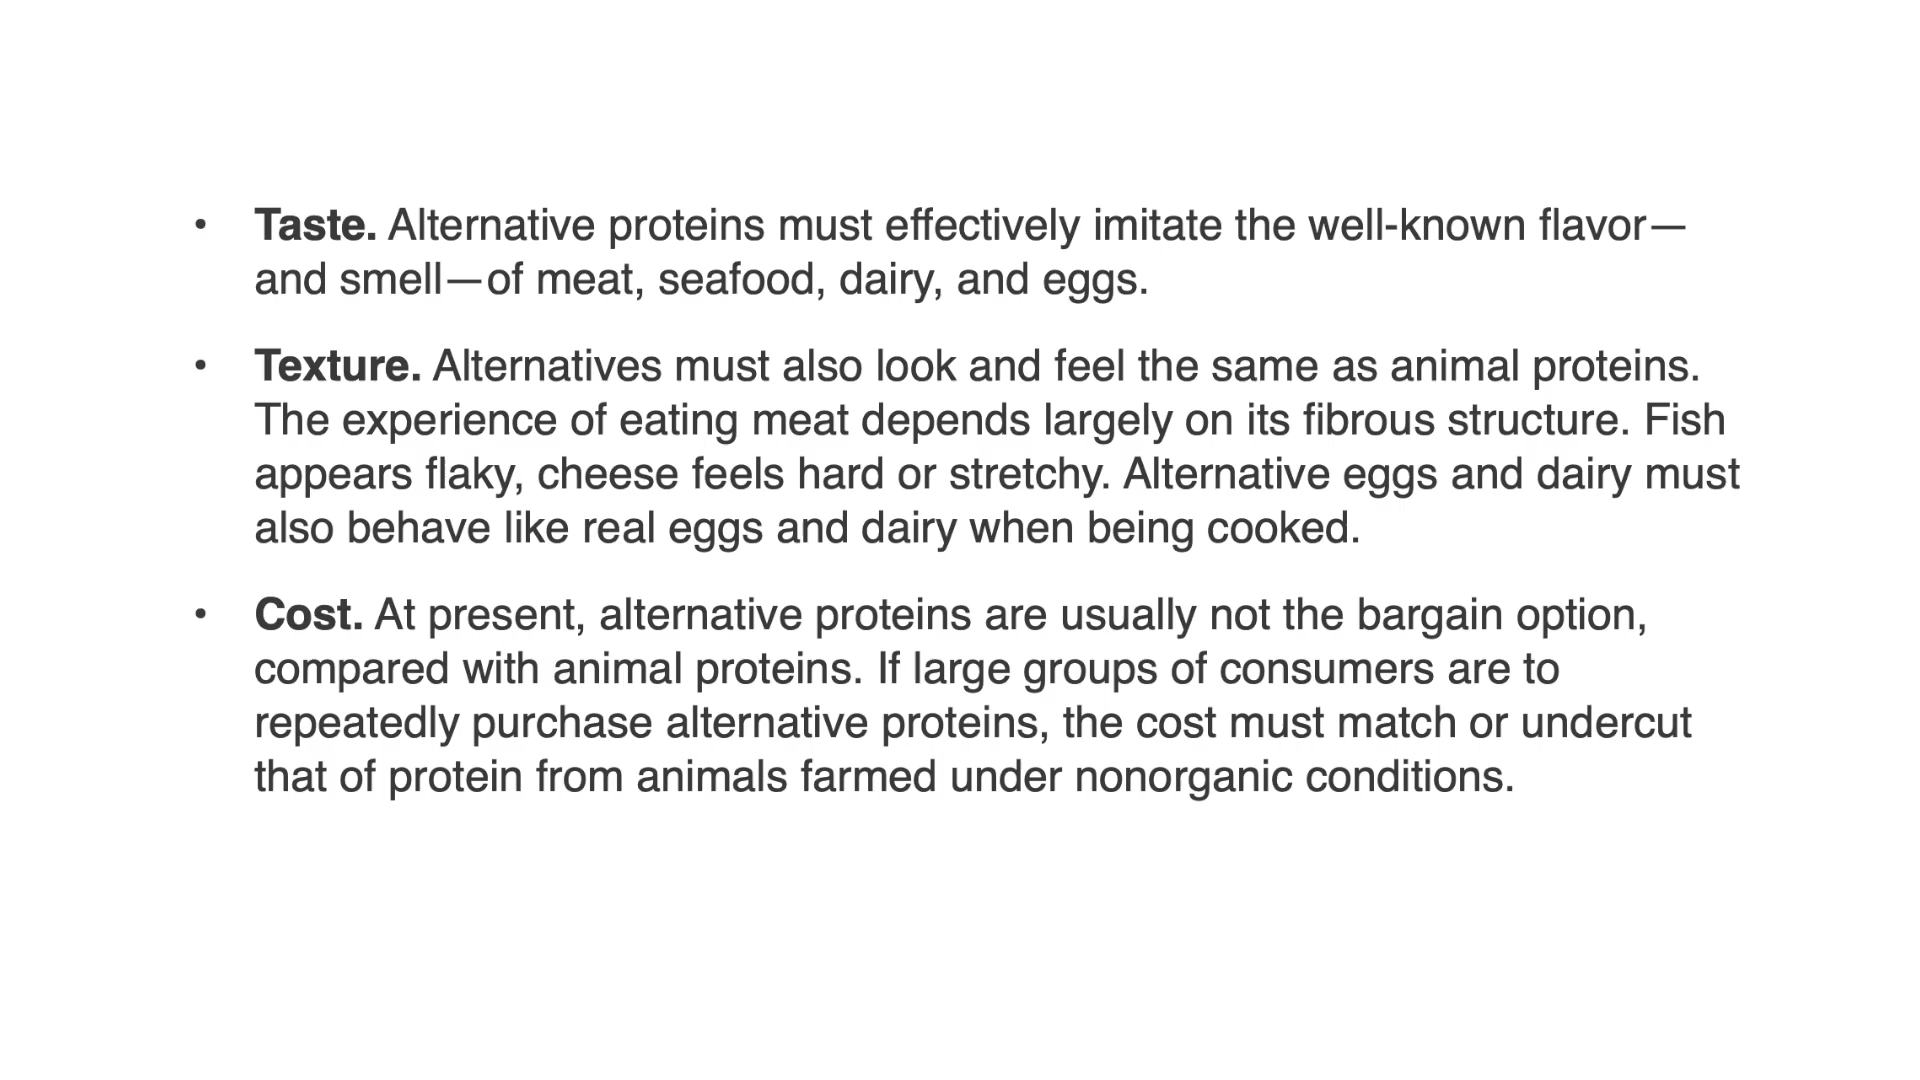 • Taste. Alternative proteins must effectively imitate the well-known flavor—
and smell—of meat, seafood, dairy, and eggs.
• Texture. Alternatives must also look and feel the same as animal proteins.
The experience of eating meat depends largely on its fibrous structure. Fish
appears flaky, cheese feels hard or stretchy. Alternative eggs and dairy must
also behave like real eggs and dairy when being cooked.
• Cost. At present, alternative proteins are usually not the bargain option,
compared with animal proteins. If large groups of consumers are to
repeatedly purchase alternative proteins, the cost must match or undercut
that of protein from animals farmed under nonorganic conditions.